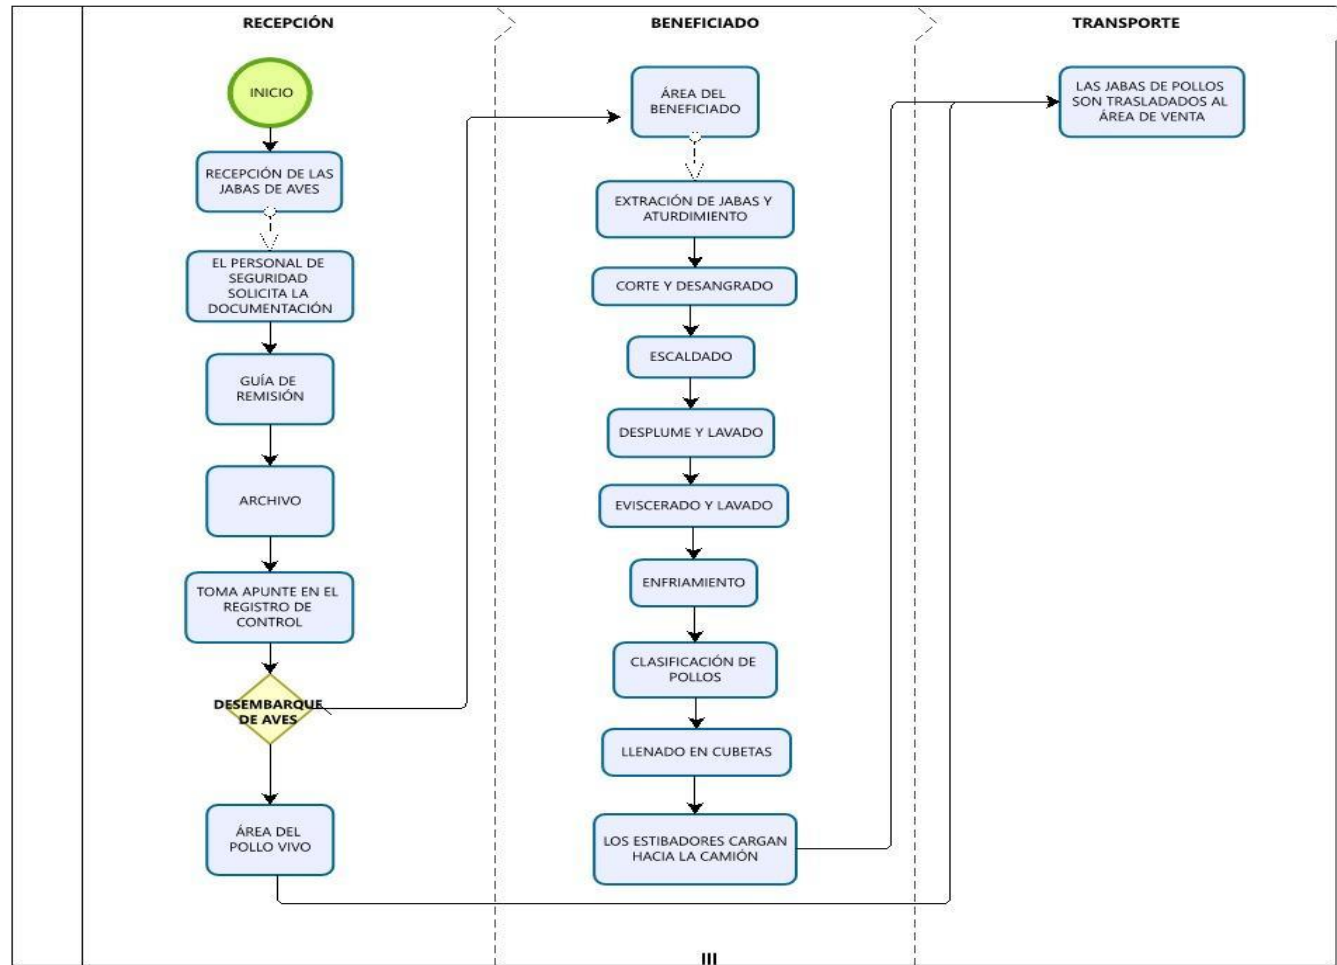 RECEPCIÓN
BENEFICIADO
TRANSPORTE
INICIO
RECEPCIÓN DE LAS
JABAS DE AVES
EL PERSONAL DE
SEGURIDAD
SOLICITA LA
DOCUMENTACIÓN
GUÍA DE
REMISIÓN
ARCHIVO
TOMA APUNTE EN EL
REGISTRO DE
CONTROL
DESEMBARQUE
DE AVES
ÁREA DEL
POLLO VIVO
ÁREA DEL
BENEFICIADO
EXTRACIÓN DE JABAS Y
ATURDIMIENTO
CORTE Y DESANGRADO
ESCALDADO
DESPLUME Y LAVADO
EVISCERADO Y LAVADO
ENFRIAMIENTO
CLASIFICACIÓN DE
POLLOS
LLENADO EN CUBETAS
LOS ESTIBADORES CARGAN
HACIA LA CAMIÓN
LAS JABAS DE POLLOS
SON TRASLADADOS AL
ÁREA DE VENTA